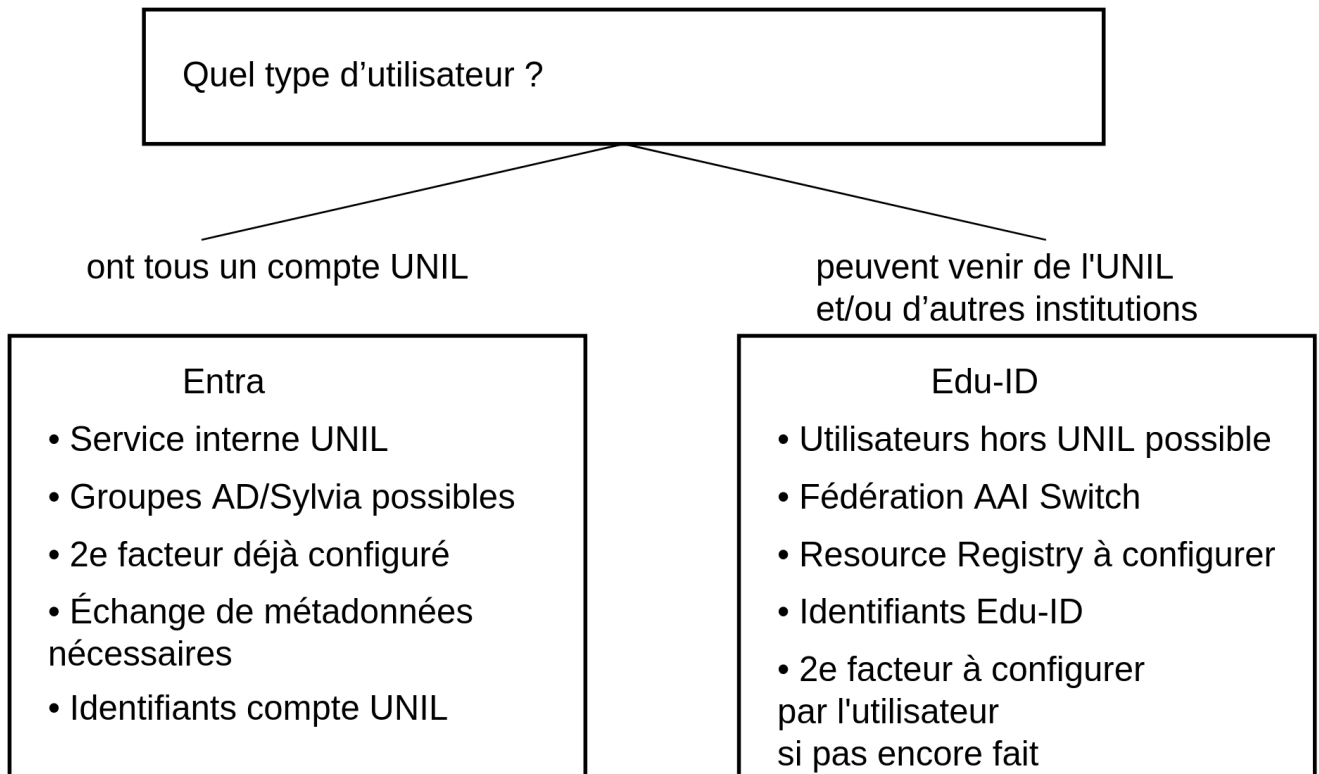 Quel type d’utilisateur ?
ont tous un compte UNIL
peuvent venir de l'UNIL
et/ou d’autres institutions
Entra
• Service interne UNIL
• Groupes AD/Sylvia possibles
• 2e facteur déjà configuré
• Échange de métadonnées
nécessaires
• Identifiants compte UNIL
Edu-ID
• Utilisateurs hors UNIL possible
• Fédération AAI Switch
• Resource Registry à configurer
• Identifiants Edu-ID
• 2e facteur à configurer
par l'utilisateur
si pas encore fait